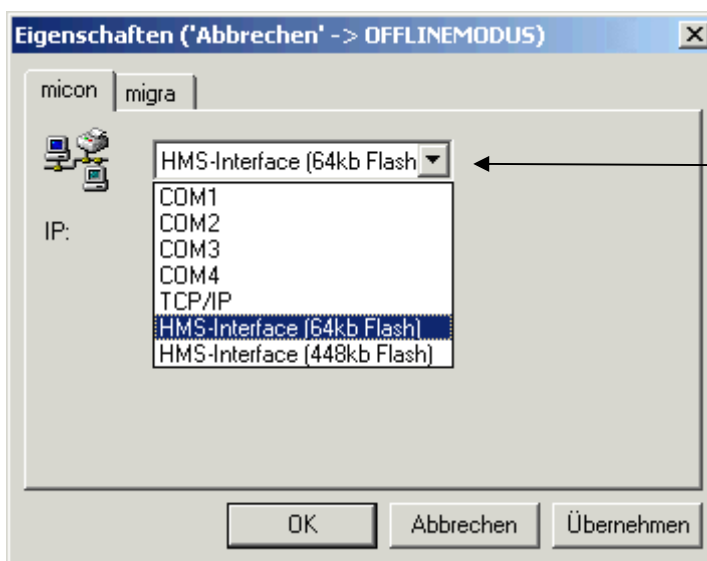 Eigenschaften ('Abbrechen' -> OFFLINEMODUS)
micon
migra
HMS-Interface (64kb Flash
IP:
COM1
COM2
COM3
COM4
TCP/IP
HMS-Interface (64kb Flash)
HMS-Interface (448kb Flash)
OK
Abbrechen
Übernehmen